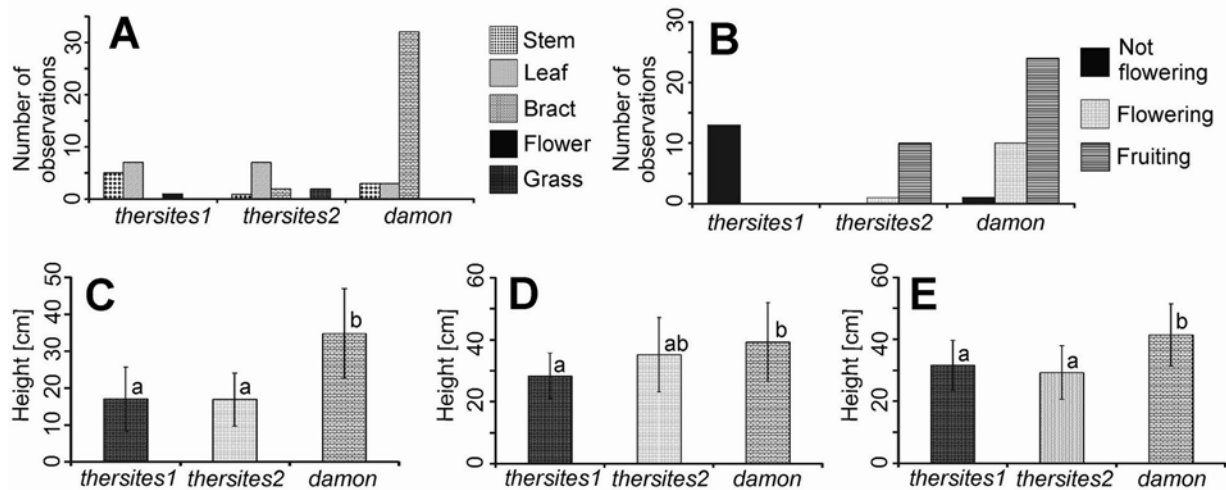 A
Number of
observations
30
20
10
0
Stem
Leaf
Bract
Flower
Grass
thersites1
thersites2
damon
B
Number of
observations
30
20
10
0
Not
flowering
Flowering
Fruiting
thersites1
thersites2
damon
C
Height [cm]
50
40
30
20
10
0
a
a
b
thersites1
thersites2
damon
D
Height [cm]
60
40
20
0
a
ab
b
thersites1
thersites2
damon
E
Height [cm]
60
40
20
0
a
a
b
thersites1
thersites2
damon